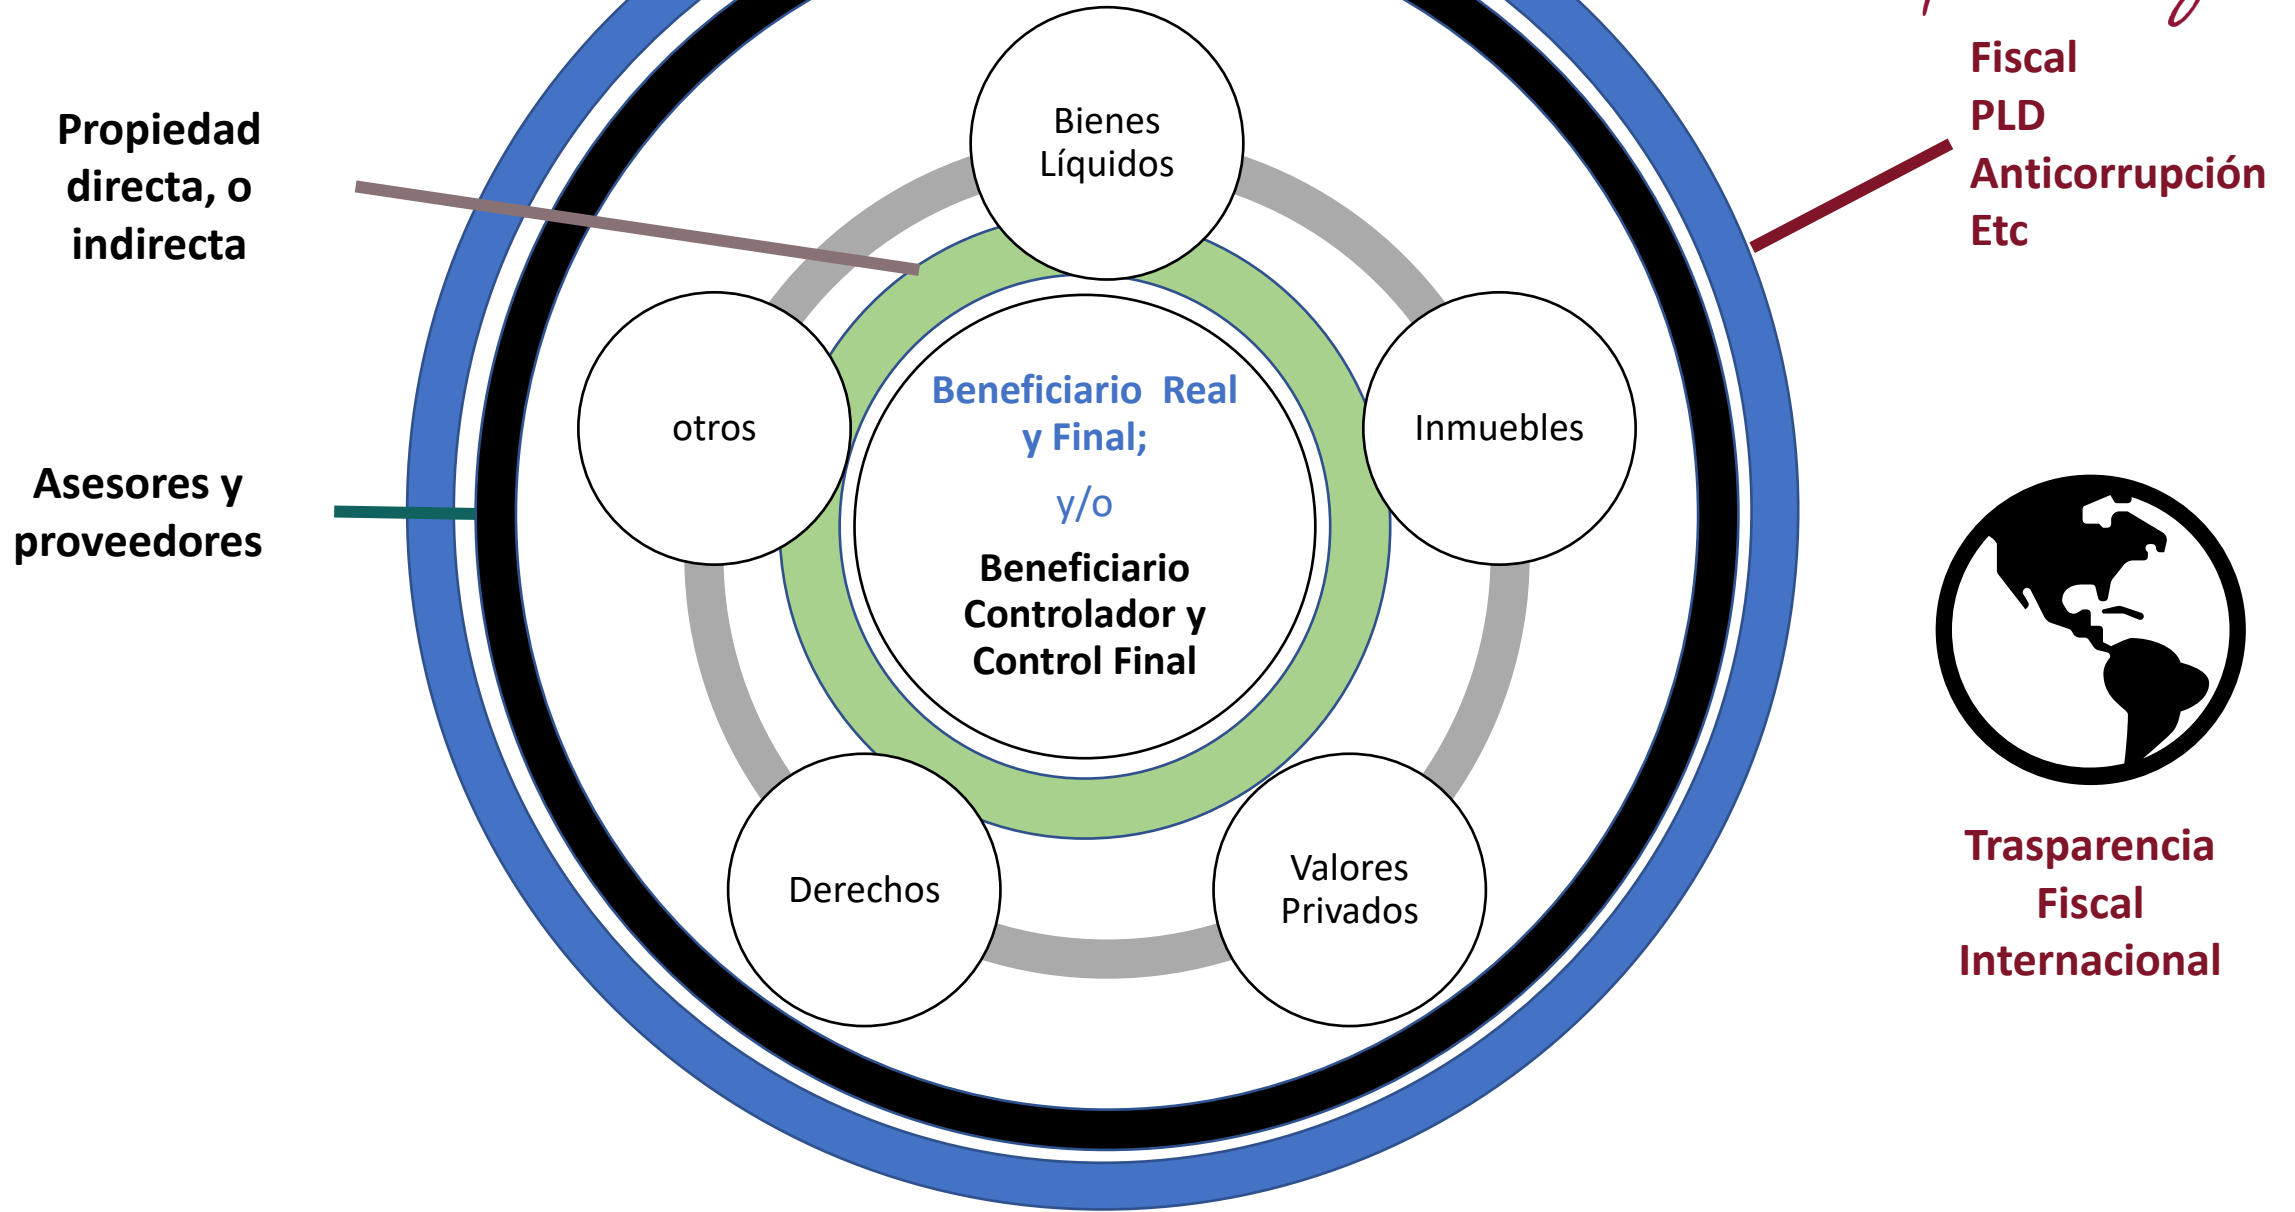 Fiscal
PLD
Anticorrupción
Etc
Propiedad
directa, o
indirecta
Bienes
Líquidos
otros
Inmuebles
Beneficiario  Real
y Final;
y/o
Beneficiario
Controlador y
Control Final
Asesores y
proveedores
Derechos
Valores
Privados
Trasparencia
Fiscal
Internacional